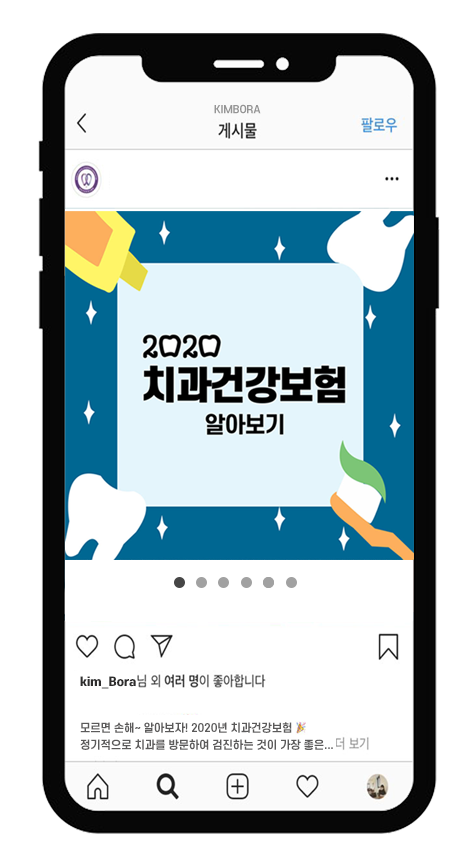 KIMBORA
게시물
팔로우
2020
치과건강보험
알아보기
kim_Bora님 외 여러 명이 좋아합니다
모르면 손해~ 알아보자! 2020년 치과건강보험 🎉
정기적으로 치과를 방문하여 검진하는 것이 가장 좋은... 더 보기